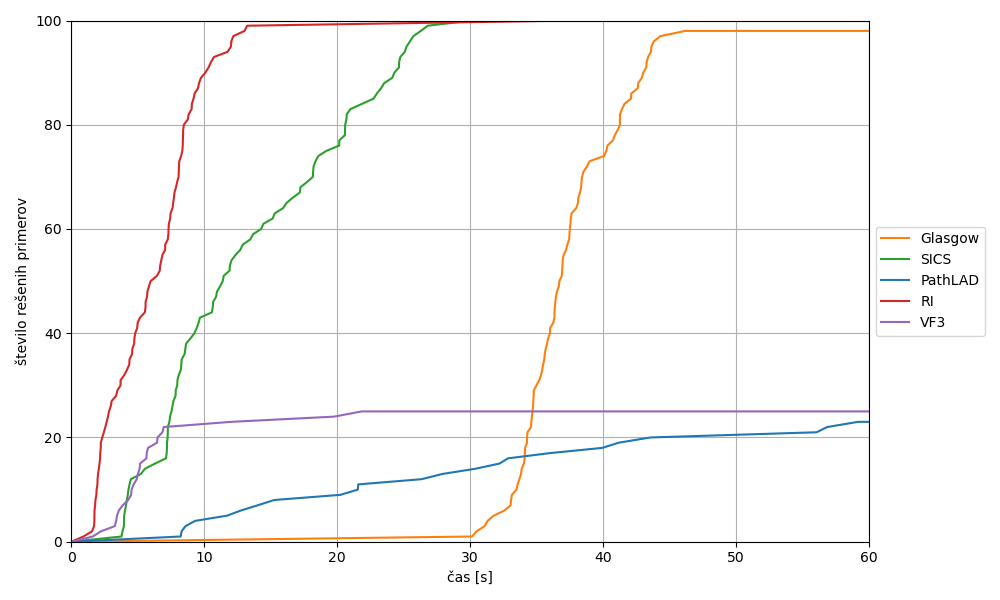 število rešenih primerov
100
80
60
40
20
0
0 10 20 30 40 50 60
čas [s]
Glasgow
SICS
PathLAD
RI
VF3